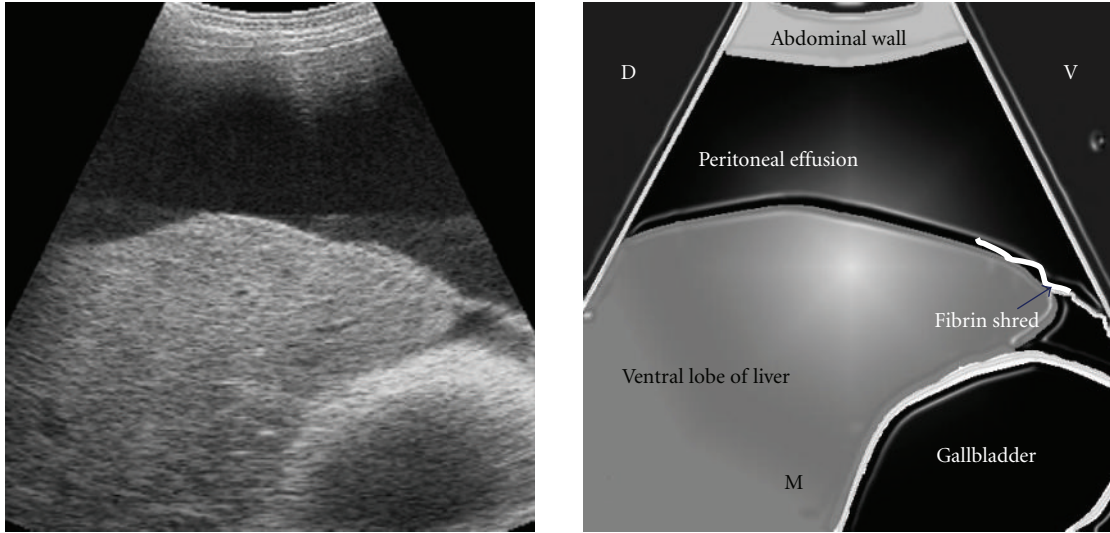 Abdominal wall
D
V
Peritoneal effusion
Fibrin shred
Ventral lobe of liver
Gallbladder
M